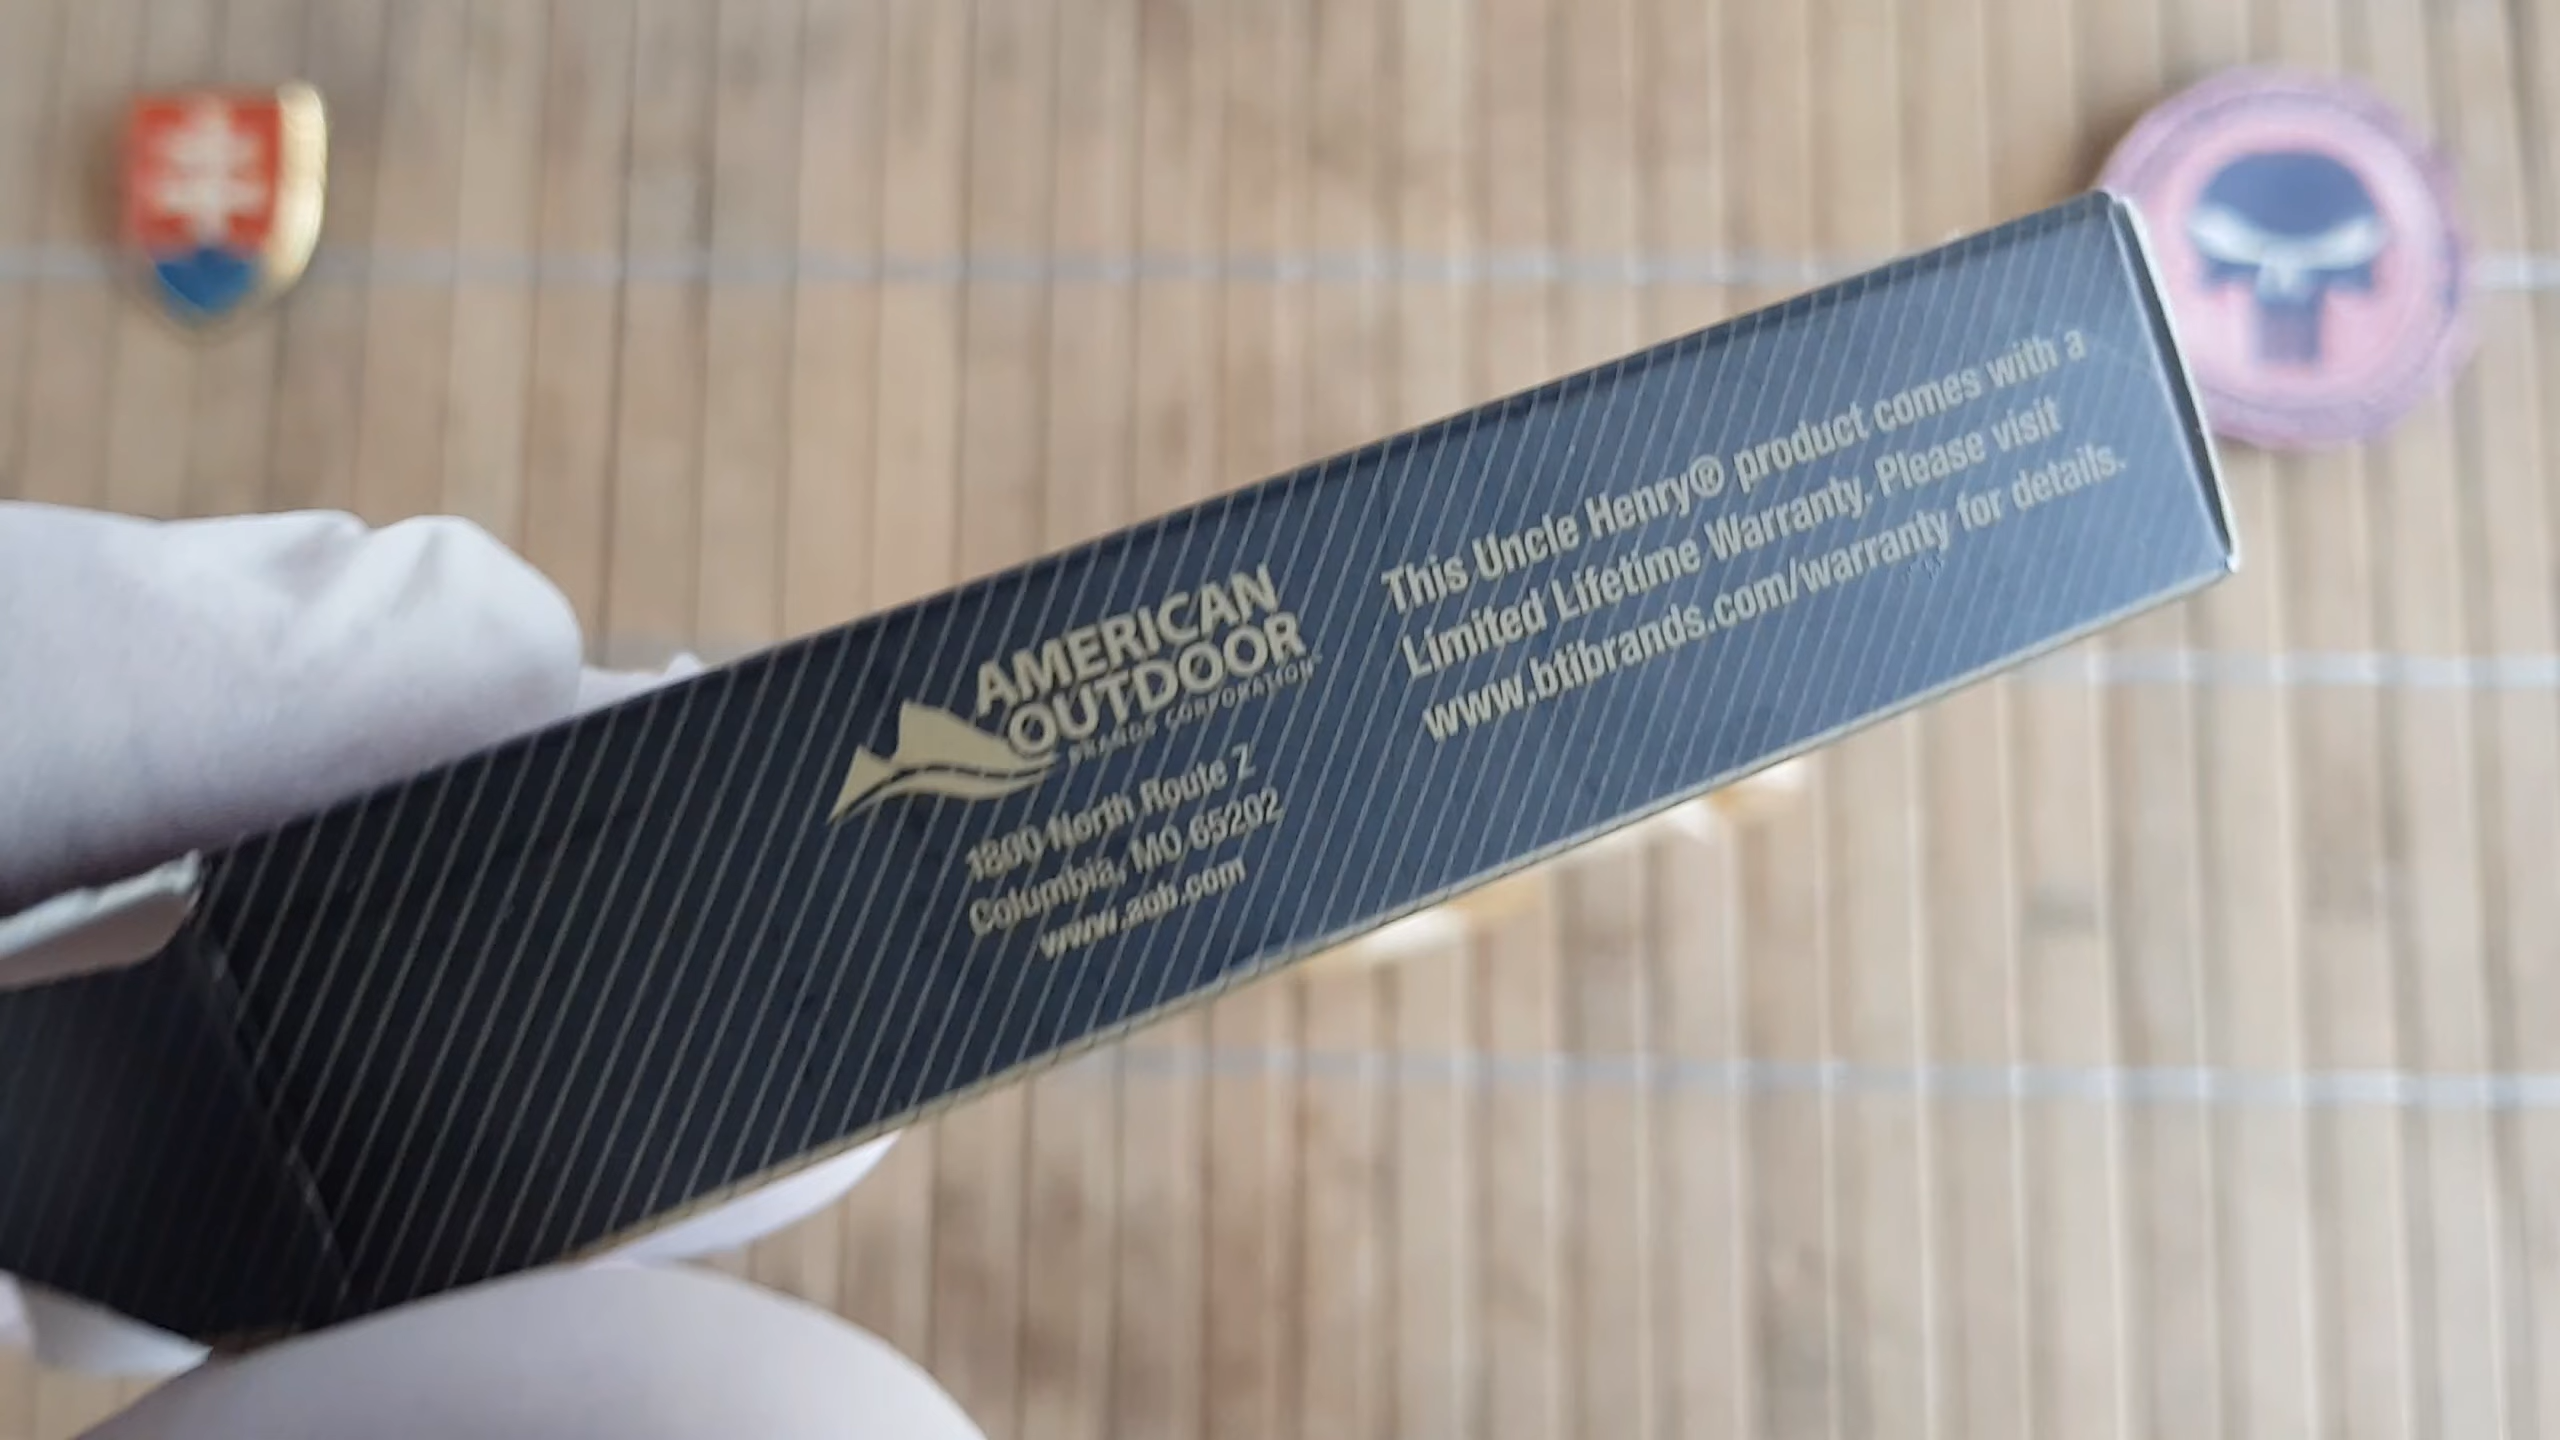 AMERICAN
OUTDOOR
BRANDS CORPORATION
1800 North Route Z
Columbia, MO 65202
www.aob.com
This Uncle Henry® product comes with a
Limited Lifetime Warranty. Please visit
www.btibrands.com/warranty for details.